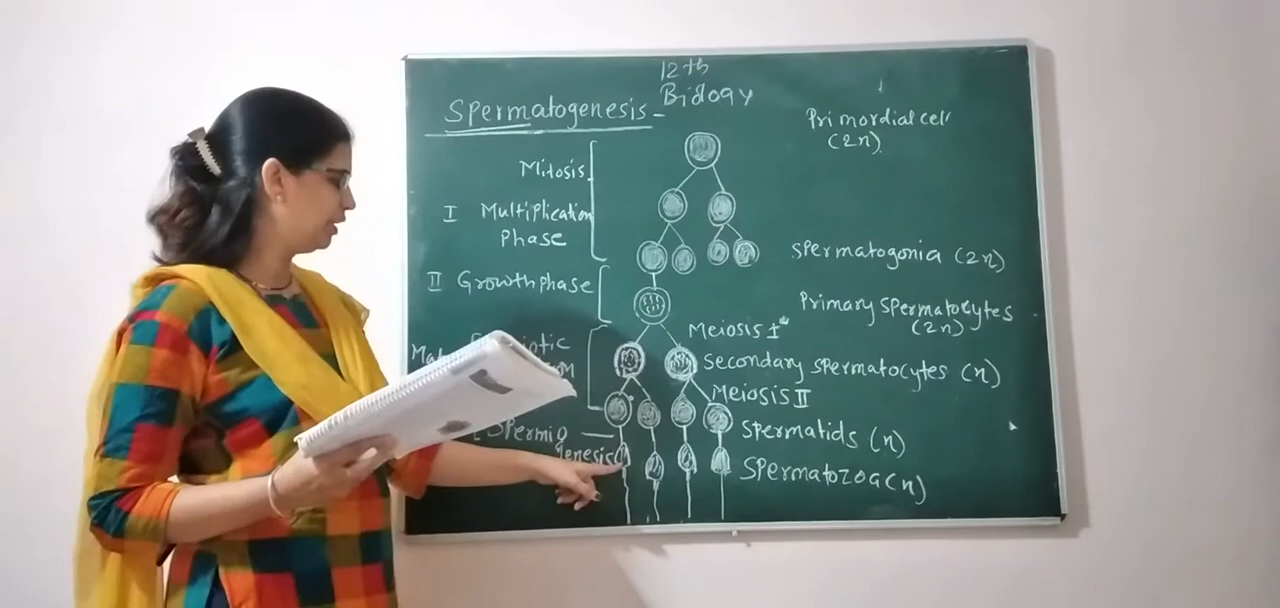 12th
Biology
Spermatogenesis-
Primordial cell
(2n)
Mitosis
I Multiplication
Phase
Spermatogonia (2n)
II Growth phase
Primary spermatocytes
(2n)
Meiosis I
Secondary spermatocytes (n)
Meiosis II
Spermatids (n)
Spermio
genesis
Spermatozoa (n)